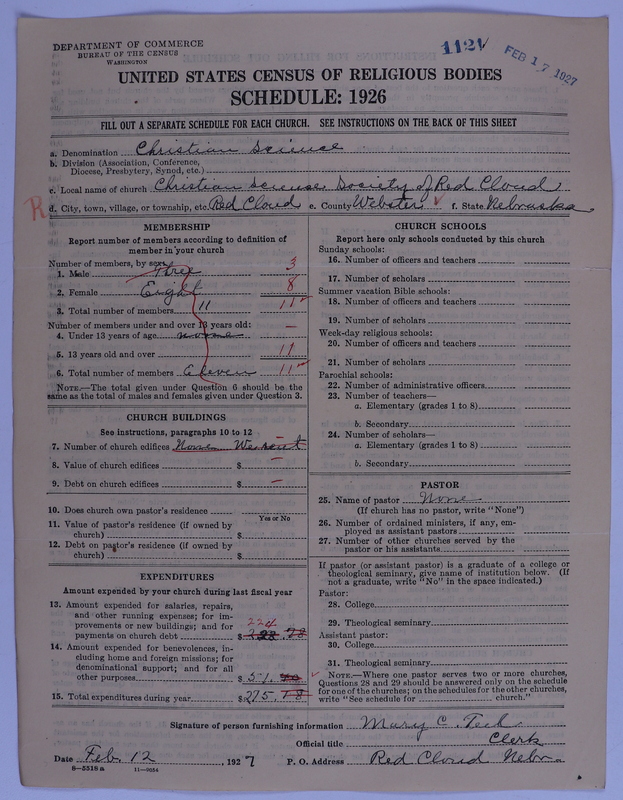 DEPARTMENT OF COMMERCE
BUREAU OF THE CENSUS
WASHINGTON
1121
FEB 17 1927
UNITED STATES CENSUS OF RELIGIOUS BODIES
SCHEDULE: 1926
FILL OUT A SEPARATE SCHEDULE FOR EACH CHURCH. SEE INSTRUCTIONS ON THE BACK OF THIS SHEET
a. Denomination Christian Science
b. Division (Association, Conference, Diocese, Presbytery, Synod, etc.)
c. Local name of church Christian Science Society of Red Cloud
R d. City, town, village, or township, etc. Red Cloud e. County Webster f. State Nebraska
MEMBERSHIP
Report number of members according to definition of
member in your church
Number of members, by sex:
1. Male Three 3
2. Female Eight 8
3. Total number of members 11 11
Number of members under and over 13 years old:
4. Under 13 years of age none –
5. 13 years old and over 11
6. Total number of members Eleven 11
NOTE.—The total given under Question 6 should be the
same as the total of males and females given under Question 3.
CHURCH BUILDINGS
See instructions, paragraphs 10 to 12
7. Number of church edifices None We rent –
8. Value of church edifices $ –
9. Debt on church edifices $ –
10. Does church own pastor's residence
Yes or No
11. Value of pastor's residence (if owned by
church) $
12. Debt on pastor's residence (if owned by
church) $
EXPENDITURES
Amount expended by your church during last fiscal year
13. Amount expended for salaries, repairs,
and other running expenses; for im-
provements or new buildings; and for
224
payments on church debt $
14. Amount expended for benevolences, in-
cluding home and foreign missions; for
denominational support; and for all
other purposes $ 51.
15. Total expenditures during year $ 275.78
CHURCH SCHOOLS
Report here only schools conducted by this church
Sunday schools:
16. Number of officers and teachers
17. Number of scholars
Summer vacation Bible schools:
18. Number of officers and teachers
19. Number of scholars
Week-day religious schools:
20. Number of officers and teachers
21. Number of scholars
Parochial schools:
22. Number of administrative officers
23. Number of teachers—
a. Elementary (grades 1 to 8)
b. Secondary
24. Number of scholars—
a. Elementary (grades 1 to 8)
b. Secondary
PASTOR
25. Name of pastor None
(If church has no pastor, write "None")
26. Number of ordained ministers, if any, em-
ployed as assistant pastors
27. Number of other churches served by the
pastor or his assistants
If pastor (or assistant pastor) is a graduate of a college or
theological seminary, give name of institution below. (If
not a graduate, write "No" in the space indicated.)
Pastor:
28. College
29. Theological seminary
Assistant pastor:
30. College
31. Theological seminary
NOTE.—Where one pastor serves two or more churches,
Questions 28 and 29 should be answered only on the schedule
for one of the churches; on the schedules for the other churches,
write "See schedule for church."
Signature of person furnishing information Mary C.
Official title Clerk
Date Feb. 12, 1927 P. O. Address Red Cloud Nebr.
8-5518 a 11-9054